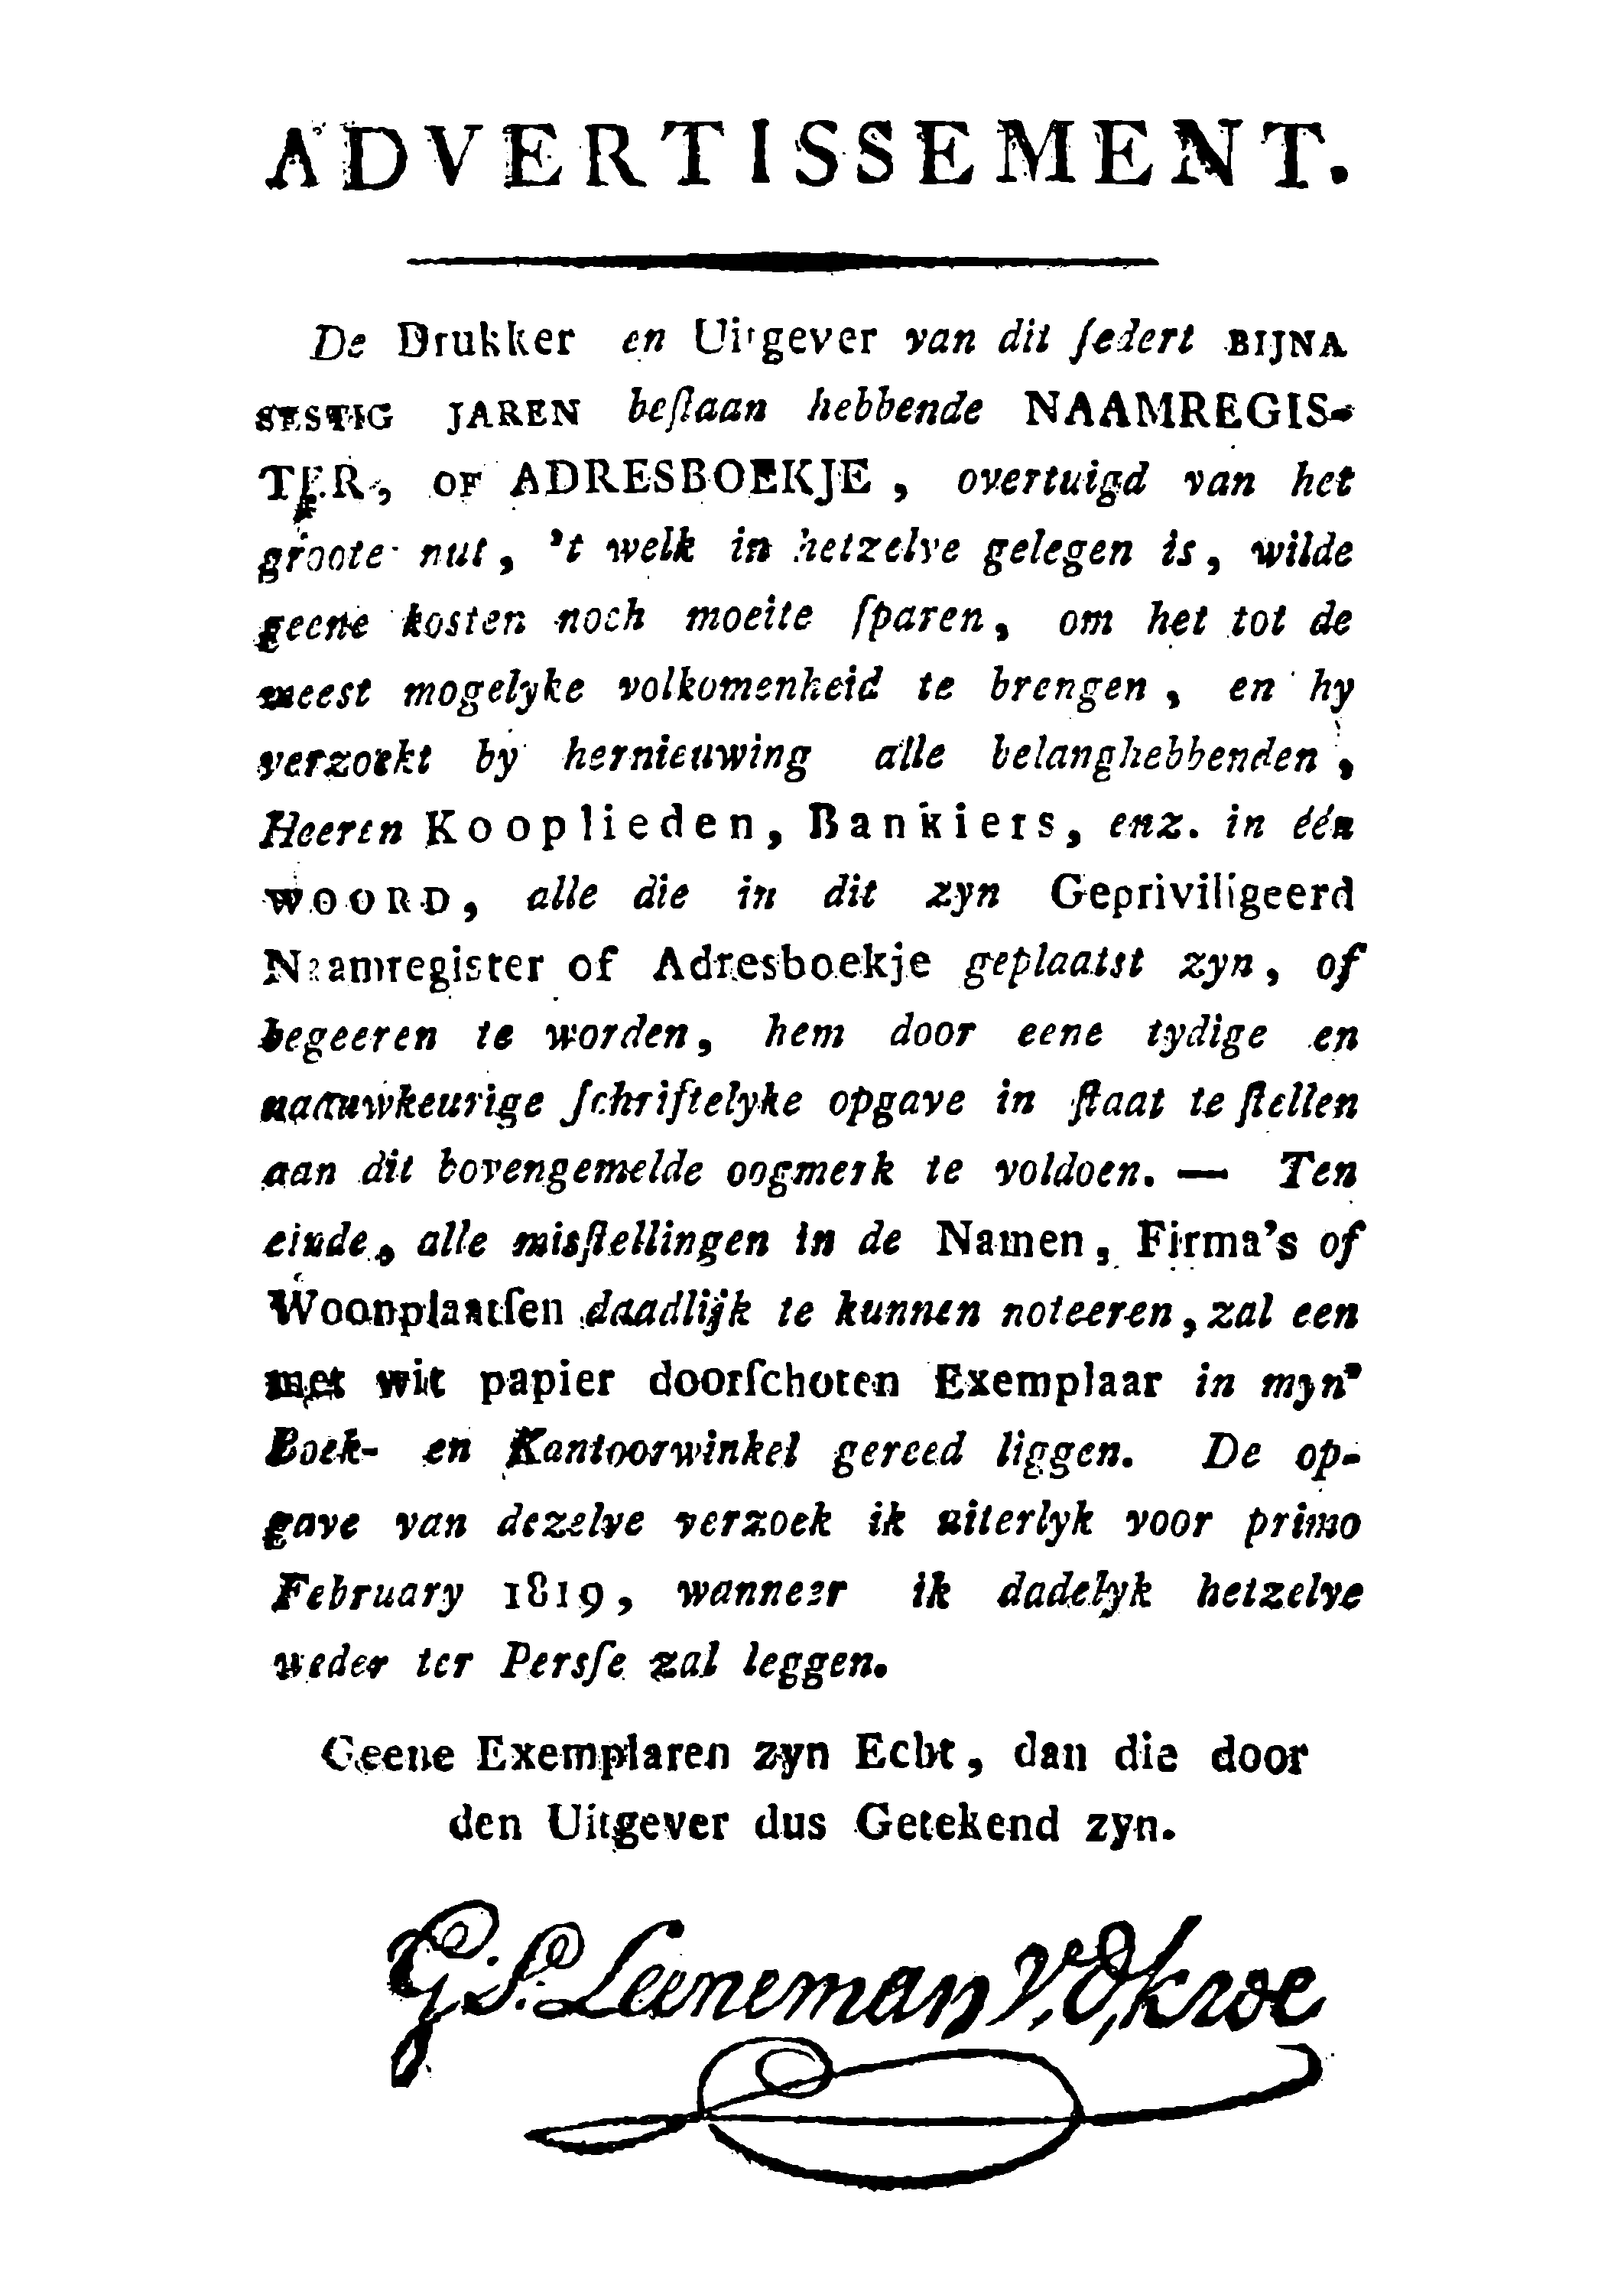 ADVERTISSEMENT.
De Drukker en Uitgever van dit ſedert BIJNA
SESTIG JAREN beſtaan hebbende NAAMREGIS-
TER, OF ADRESBOEKJE, overtuigd van het
groote nut, 't welk in hetzelve gelegen is, wilde
geene kosten noch moeite ſparen, om het tot de
meest mogelyke volkomenheid te brengen, en hy
verzoekt by hernieuwing alle belanghebbenden,
Heeren Kooplieden, Bankiers, enz. in één
WOORD, alle die in dit zyn Gepriviligeerd
Naamregister of Adresboekje geplaatst zyn, of
begeeren te worden, hem door eene tydige en
naauwkeurige ſchriftelyke opgave in ſtaat te ſtellen
aan dit bovengemelde oogmerk te voldoen. — Ten
einde, alle misſtellingen in de Namen, Firma's of
Woonplaatſen daadlijk te kunnen noteeren, zal een
met wit papier doorſchoten Exemplaar in myn'
Boek- en Kantoorwinkel gereed liggen. De op-
gave van dezelve verzoek ik uiterlyk voor primo
February 1819, wanneer ik dadelyk hetzelve
weder ter Persſe zal leggen.
Geene Exemplaren zyn Echt, dan die door
den Uitgever dus Getekend zyn.
Leeneman